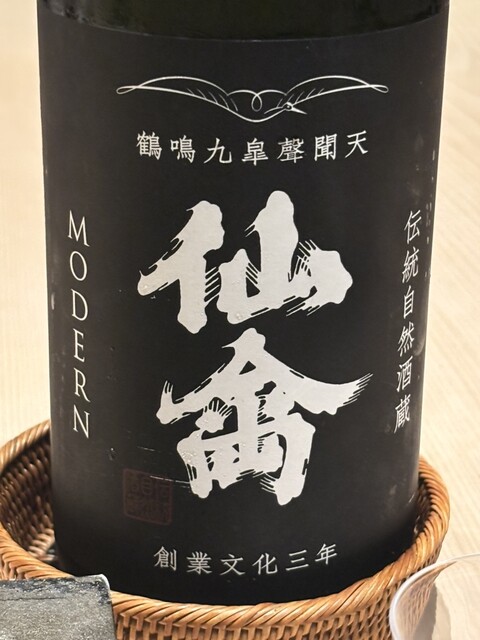 鶴鳴九皐聲聞天
仙禽
MODERN
伝統自然酒蔵
創業文化三年